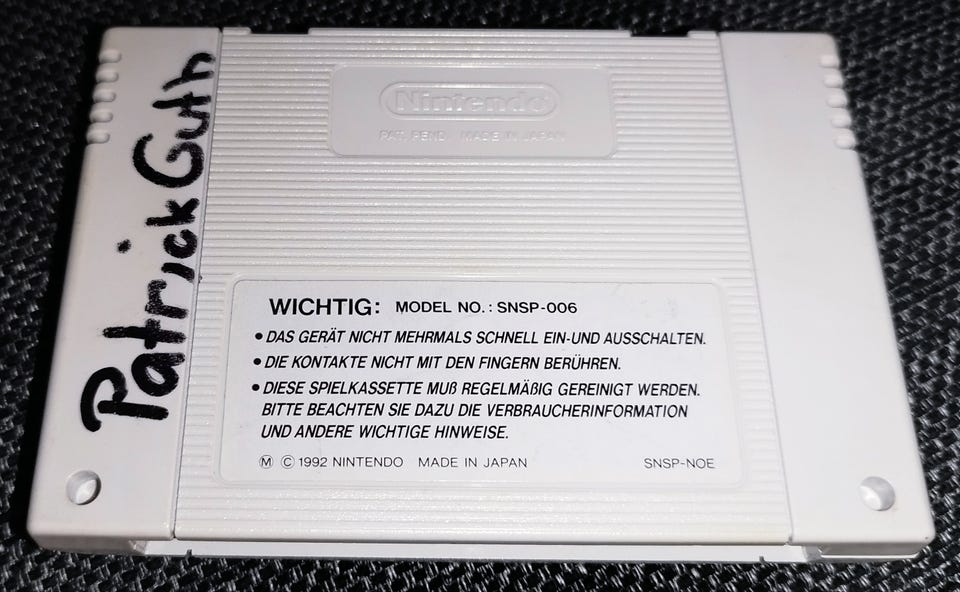 Patrick Guth
Nintendo
PAT. PEND MADE IN JAPAN
WICHTIG: MODEL NO.: SNSP-006
• DAS GERÄT NICHT MEHRMALS SCHNELL EIN-UND AUSSCHALTEN.
• DIE KONTAKTE NICHT MIT DEN FINGERN BERÜHREN.
• DIESE SPIELKASSETTE MUß REGELMÄßIG GEREINIGT WERDEN.
BITTE BEACHTEN SIE DAZU DIE VERBRAUCHERINFORMATION
UND ANDERE WICHTIGE HINWEISE.
Ⓜ © 1992 NINTENDO MADE IN JAPAN SNSP-NOE